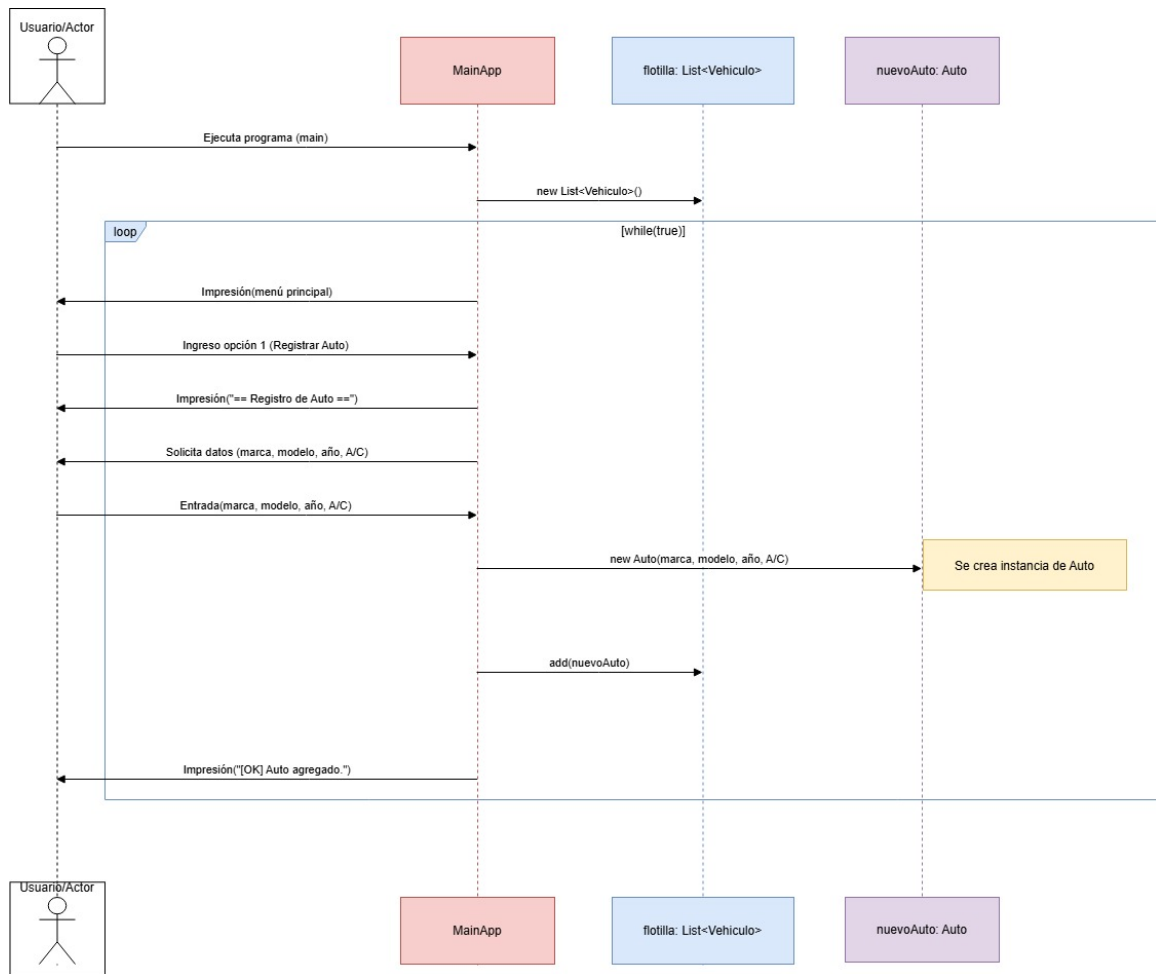 Usuario/Actor
MainApp
flotilla: List<Vehiculo>
nuevoAuto: Auto
Ejecuta programa (main)
new List<Vehiculo>()
loop
[while(true)]
Impresión(menú principal)
Ingreso opción 1 (Registrar Auto)
Impresión("== Registro de Auto ==")
Solicita datos (marca, modelo, año, A/C)
Entrada(marca, modelo, año, A/C)
new Auto(marca, modelo, año, A/C)
Se crea instancia de Auto
add(nuevoAuto)
Impresión("[OK] Auto agregado.")
Usuario/Actor
MainApp
flotilla: List<Vehiculo>
nuevoAuto: Auto